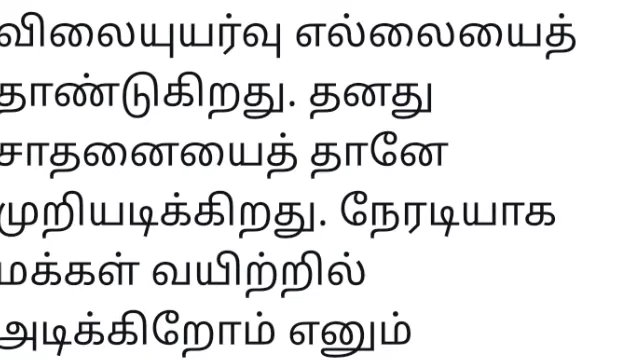 விலையுயர்வு எல்லையைத்
தாண்டுகிறது. தனது
சாதனையைத் தானே
முறியடிக்கிறது. நேரடியாக
மக்கள் வயிற்றில்
அடிக்கிறோம் எனும்